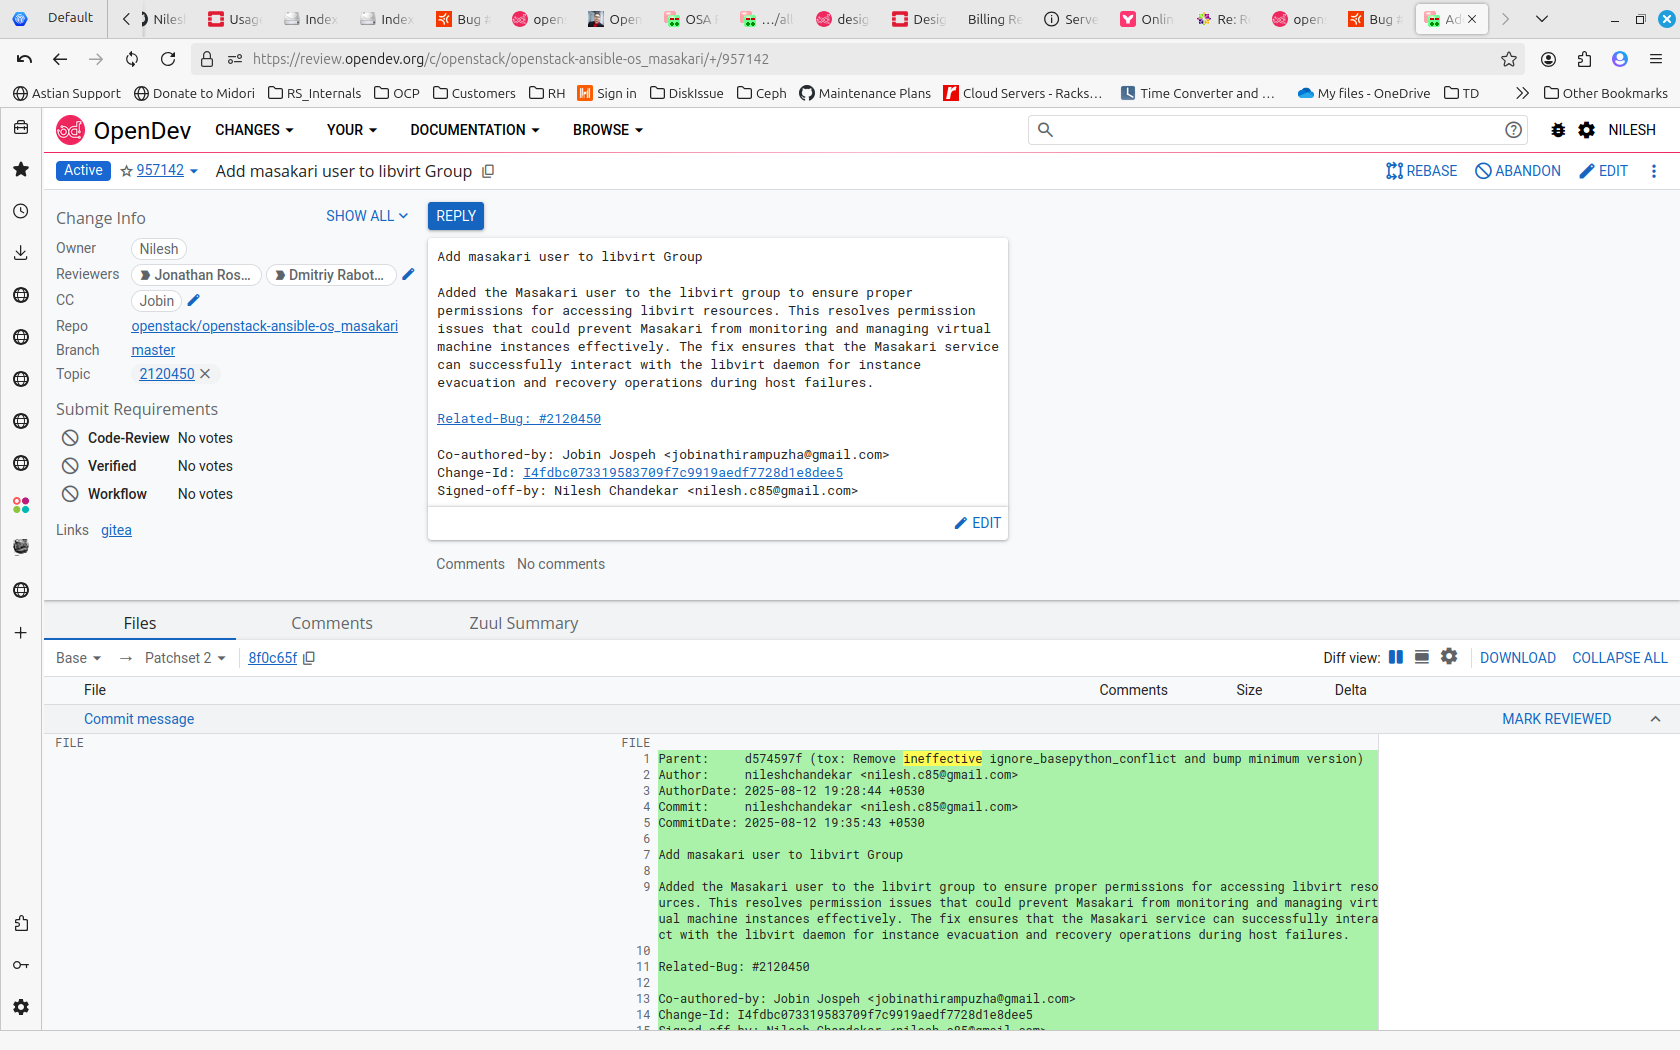 Default
Nilesh
Usag
Index
Index
Bug #
open
Open
OSA
.../all
desig
Desig
Billing Re
Serve
Onlin
Re: R
open
Bug #
Ad
https://review.opendev.org/c/openstack/openstack-ansible-os_masakari/+/957142
Astian Support
Donate to Midori
RS_Internals
OCP
Customers
RH
Sign in
DiskIssue
Ceph
Maintenance Plans
Cloud Servers - Racks...
Time Converter and ...
My files - OneDrive
TD
Other Bookmarks
OpenDev
CHANGES
YOUR
DOCUMENTATION
BROWSE
NILESH
Active
957142
Add masakari user to libvirt Group
REBASE
ABANDON
EDIT
Change Info
SHOW ALL
REPLY
Owner Nilesh
Reviewers Jonathan Ros... Dmitriy Rabot...
CC Jobin
Repo openstack/openstack-ansible-os_masakari
Branch master
Topic 2120450
Submit Requirements
Code-Review No votes
Verified No votes
Workflow No votes
Links gitea
Add masakari user to libvirt Group
Added the Masakari user to the libvirt group to ensure proper
permissions for accessing libvirt resources. This resolves permission
issues that could prevent Masakari from monitoring and managing virtual
machine instances effectively. The fix ensures that the Masakari service
can successfully interact with the libvirt daemon for instance
evacuation and recovery operations during host failures.
Related-Bug: #2120450
Co-authored-by: Jobin Jospeh <jobinathirampuzha@gmail.com>
Change-Id: I4fdbc073319583709f7c9919aedf7728d1e8dee5
Signed-off-by: Nilesh Chandekar <nilesh.c85@gmail.com>
EDIT
Comments No comments
Files
Comments
Zuul Summary
Base → Patchset 2 8f0c65f
Diff view:
DOWNLOAD
COLLAPSE ALL
File Comments Size Delta
Commit message
MARK REVIEWED
FILE FILE
1 Parent: d574597f (tox: Remove ineffective ignore_basepython_conflict and bump minimum version)
2 Author: nileshchandekar <nilesh.c85@gmail.com>
3 AuthorDate: 2025-08-12 19:28:44 +0530
4 Commit: nileshchandekar <nilesh.c85@gmail.com>
5 CommitDate: 2025-08-12 19:35:43 +0530
6
7 Add masakari user to libvirt Group
8
9 Added the Masakari user to the libvirt group to ensure proper permissions for accessing libvirt reso
urces. This resolves permission issues that could prevent Masakari from monitoring and managing virt
ual machine instances effectively. The fix ensures that the Masakari service can successfully intera
ct with the libvirt daemon for instance evacuation and recovery operations during host failures.
10
11 Related-Bug: #2120450
12
13 Co-authored-by: Jobin Jospeh <jobinathirampuzha@gmail.com>
14 Change-Id: I4fdbc073319583709f7c9919aedf7728d1e8dee5
15 Signed-off-by: Nilesh Chandekar <nilesh.c85@gmail.com>